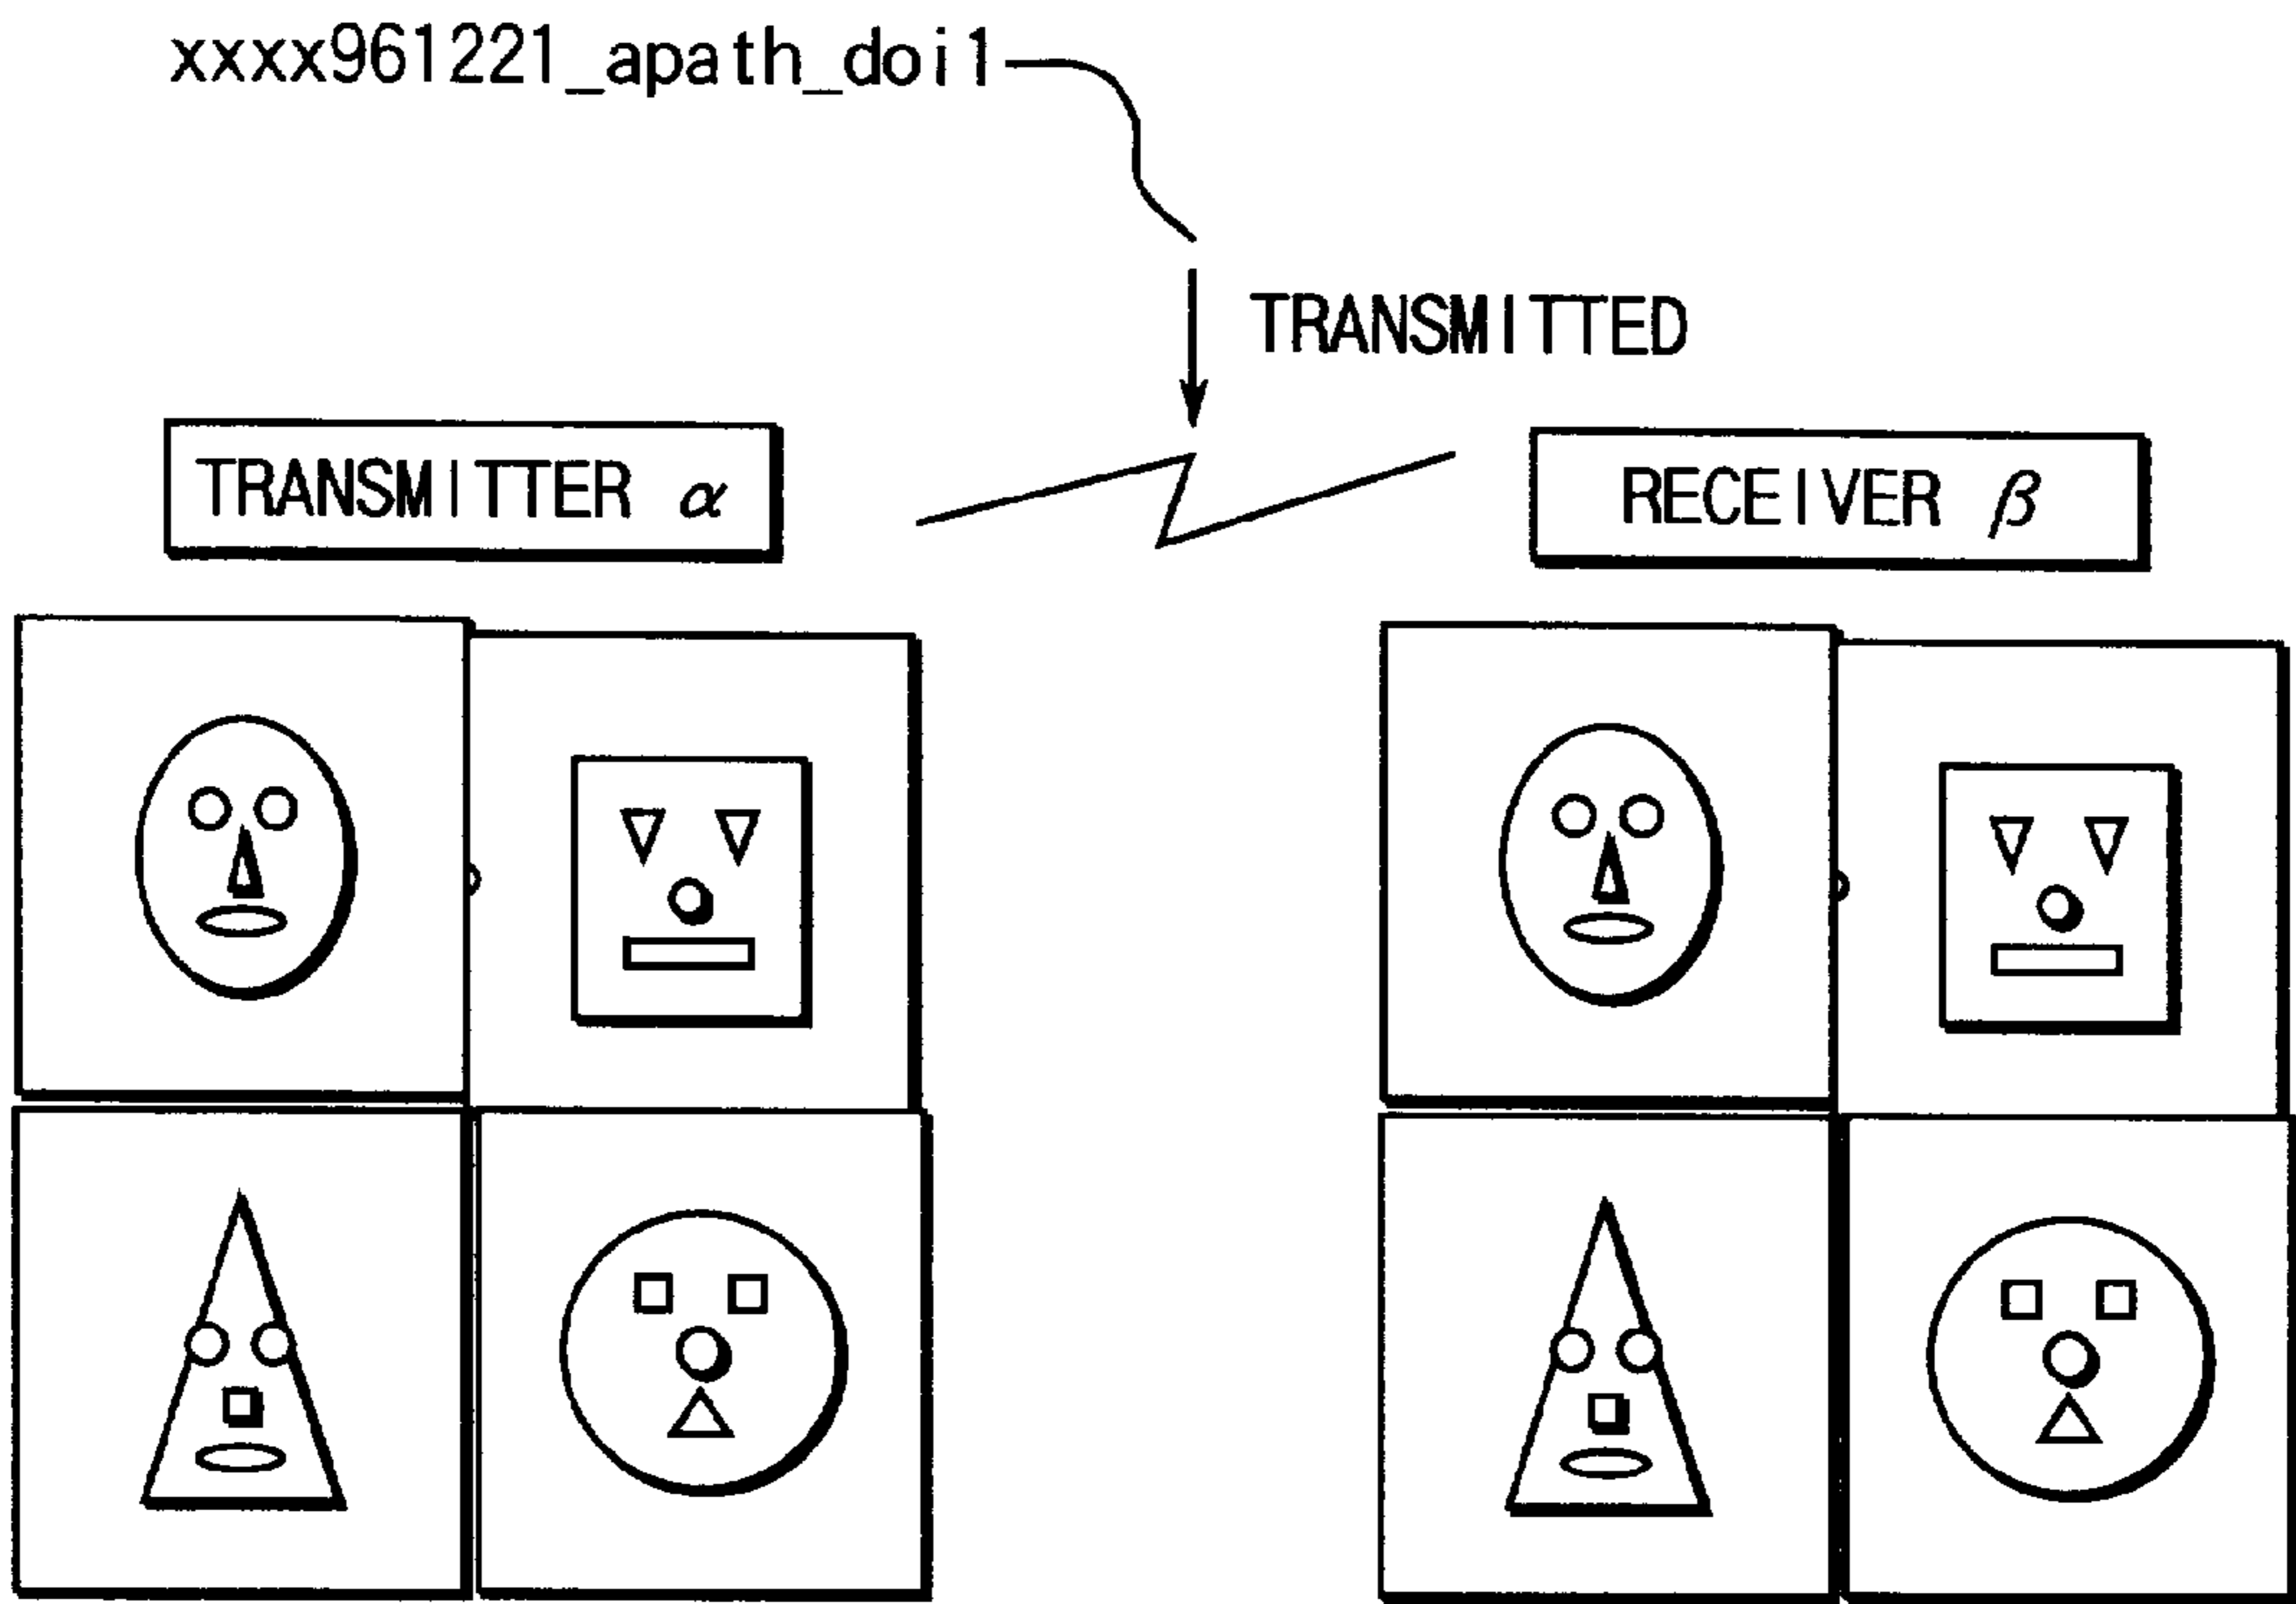 xxxx961221_apath_doi1
TRANSMITTED
TRANSMITTER α
RECEIVER β